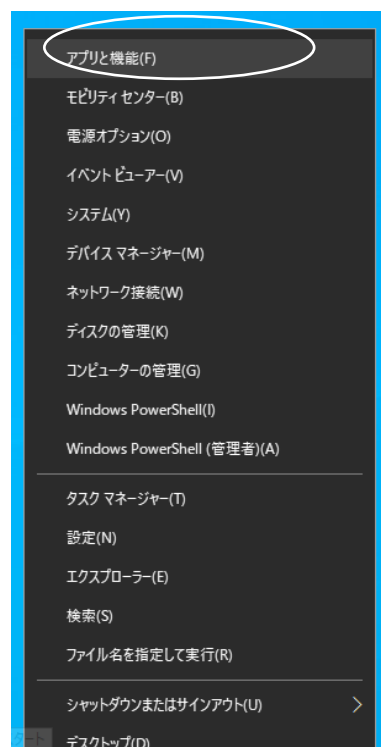 アプリと機能(F)
モビリティ センター(B)
電源オプション(O)
イベント ビューアー(V)
システム(Y)
デバイス マネージャー(M)
ネットワーク接続(W)
ディスクの管理(K)
コンピューターの管理(G)
Windows PowerShell(I)
Windows PowerShell (管理者)(A)
タスク マネージャー(T)
設定(N)
エクスプローラー(E)
検索(S)
ファイル名を指定して実行(R)
シャットダウンまたはサインアウト(U)
タート
デスクトップ(D)